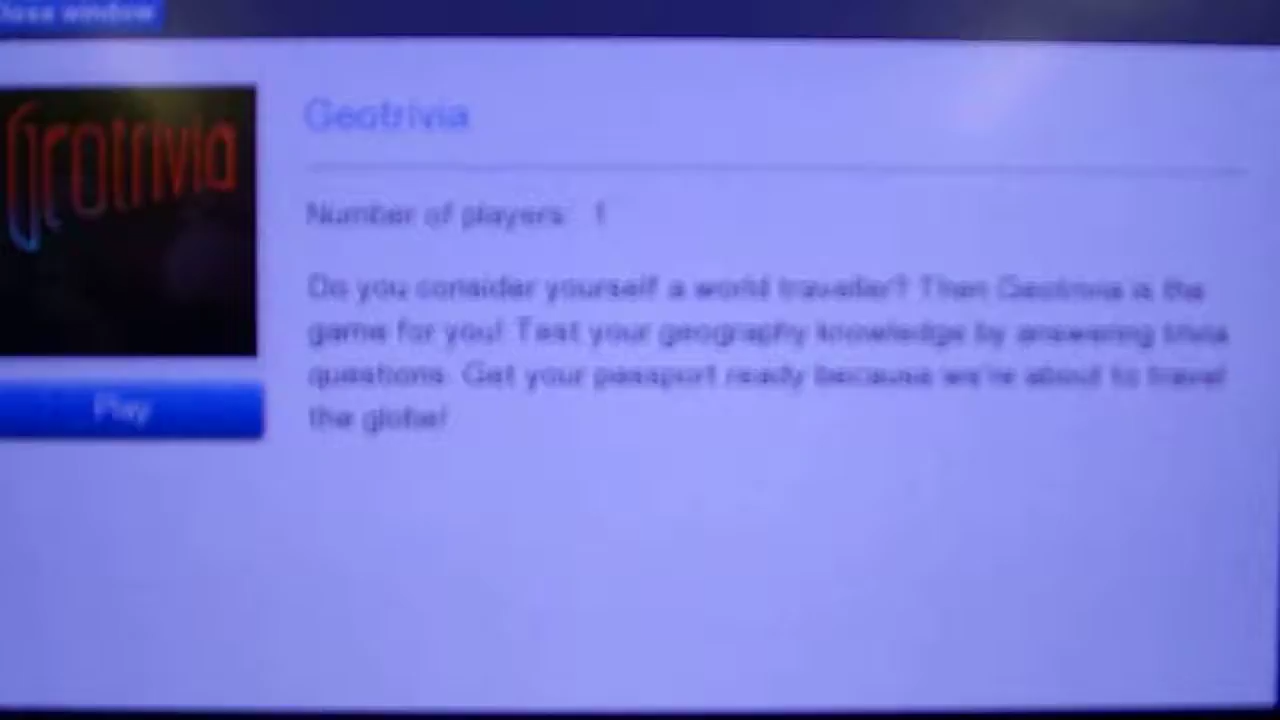 Close window
Geotrivia
Geotrivia
Number of players: 1
Do you consider yourself a world traveller? Then Geotrivia is the
game for you! Test your geography knowledge by answering trivia
questions. Get your passport ready because we're about to travel
the globe!
Play